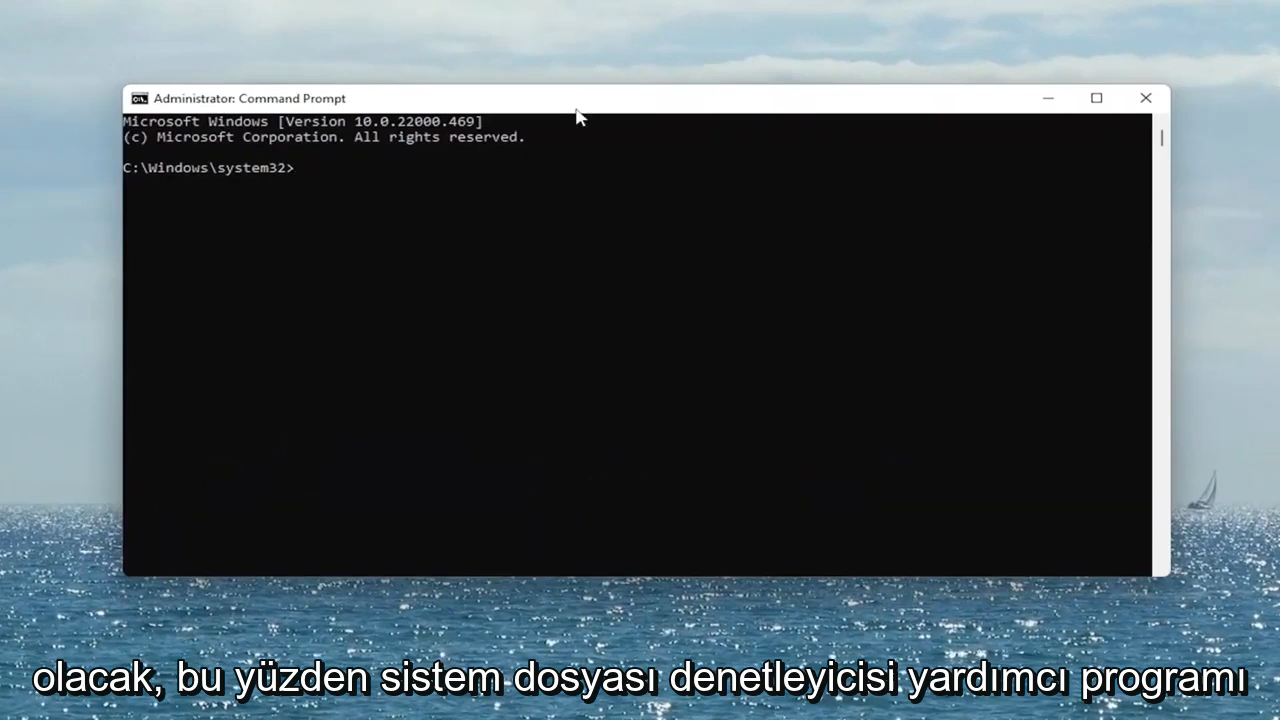 Administrator: Command Prompt
Microsoft Windows [Version 10.0.22000.469]
(c) Microsoft Corporation. All rights reserved.
C:\Windows\system32>
olacak, bu yüzden sistem dosyası denetleyicisi yardımcı programı